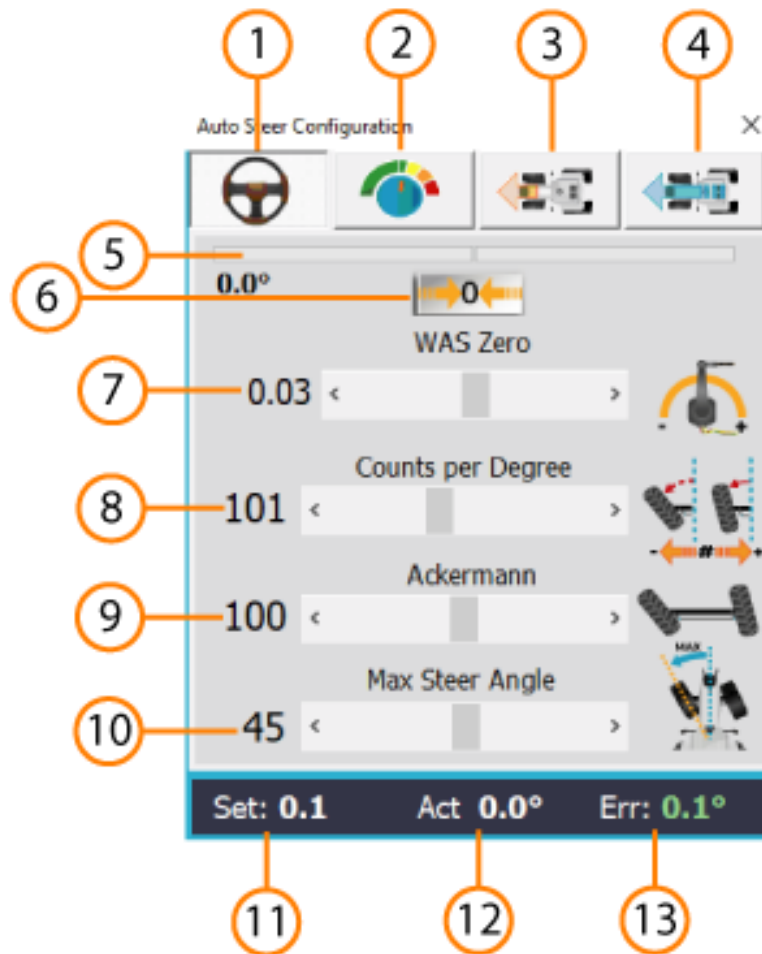 1 2 3 4
Auto Steer Configuration ×
5
0.0°
6 0
WAS Zero
7 0.03 < >
- +
Counts per Degree
8 101 < >
- # +
Ackermann
9 100 < >
MAX
Max Steer Angle
10 45 < >
Set: 0.1 Act 0.0° Err: 0.1°
11 12 13